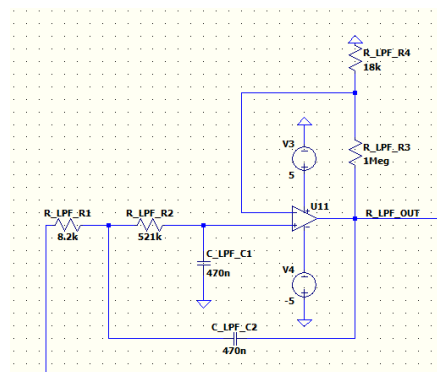 R_LPF_R4
18k
R_LPF_R3
1Meg
V3
5
U11
R_LPF_OUT
R_LPF_R1
8.2k
R_LPF_R2
521k
C_LPF_C1
470n
V4
-5
C_LPF_C2
470n